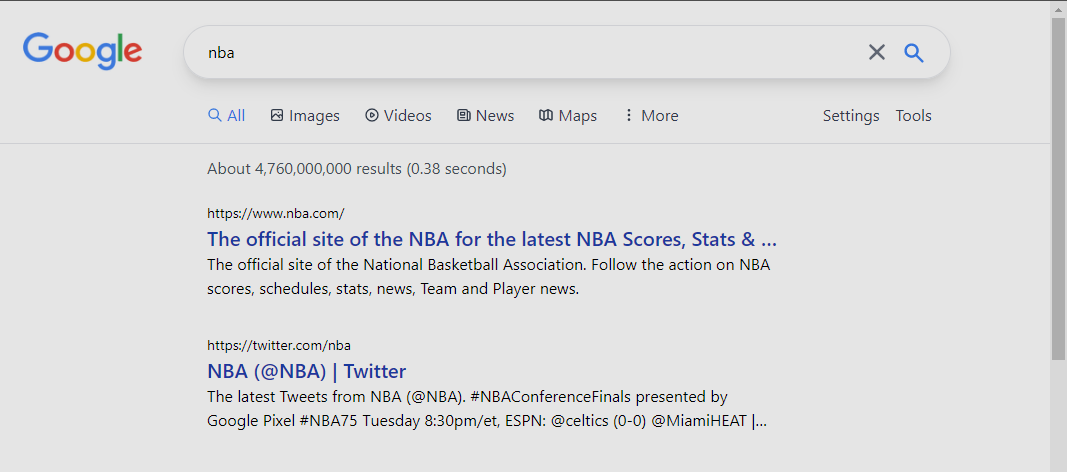 Google
nba
All Images Videos News Maps More Settings Tools
About 4,760,000,000 results (0.38 seconds)
https://www.nba.com/
The official site of the NBA for the latest NBA Scores, Stats & ...
The official site of the National Basketball Association. Follow the action on NBA
scores, schedules, stats, news, Team and Player news.
https://twitter.com/nba
NBA (@NBA) | Twitter
The latest Tweets from NBA (@NBA). #NBAConferenceFinals presented by
Google Pixel #NBA75 Tuesday 8:30pm/et, ESPN: @celtics (0-0) @MiamiHEAT |...